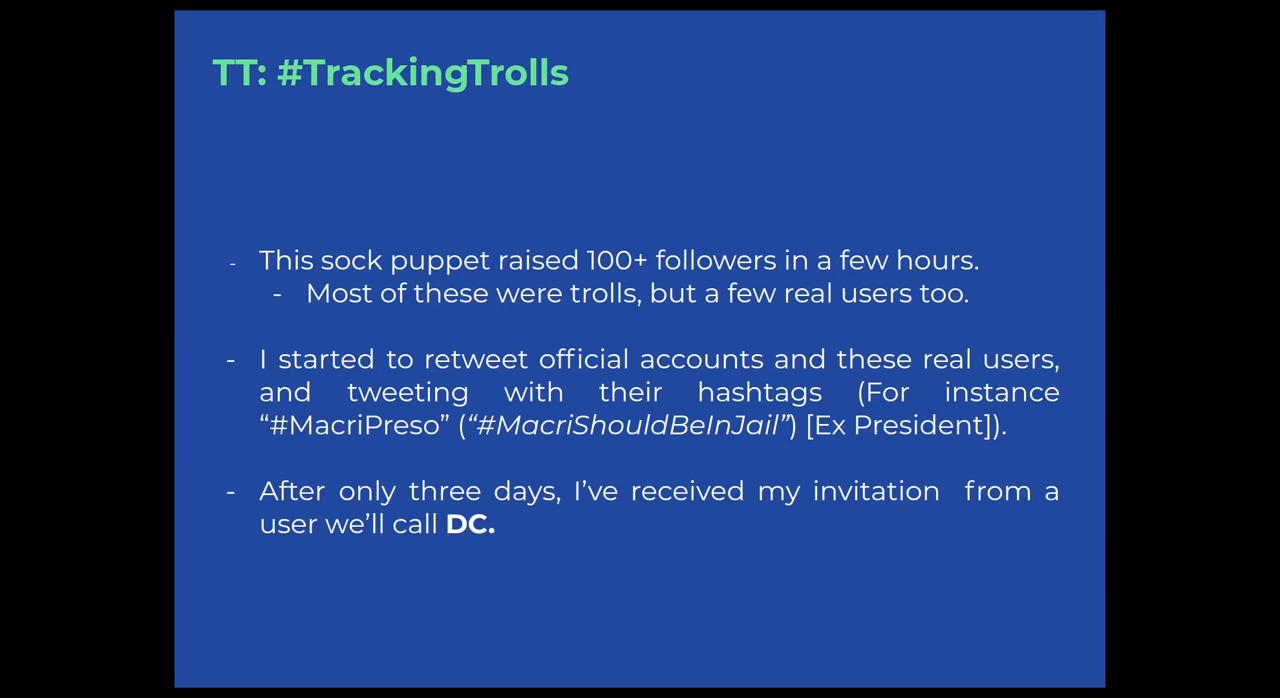 TT: #TrackingTrolls
- This sock puppet raised 100+ followers in a few hours.
- Most of these were trolls, but a few real users too.
- I started to retweet official accounts and these real users,
and tweeting with their hashtags (For instance
“#MacriPreso” (“#MacriShouldBeInJail”) [Ex President]).
- After only three days, I’ve received my invitation from a
user we’ll call DC.